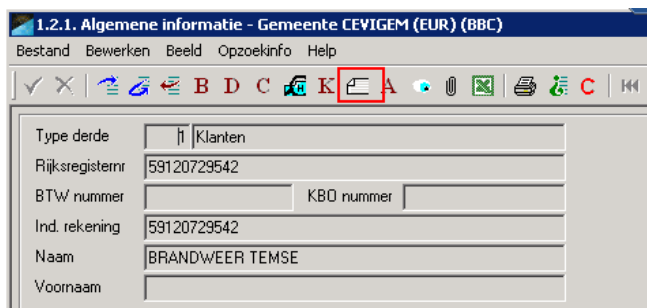 1.2.1. Algemene informatie - Gemeente CEVIGEM (EUR) (BBC)
Bestand Bewerken Beeld Opzoekinfo Help
B D C H K A C
Type derde 1 Klanten
Rijksregisternr 59120729542
BTW nummer KBO nummer
Ind. rekening 59120729542
Naam BRANDWEER TEMSE
Voornaam